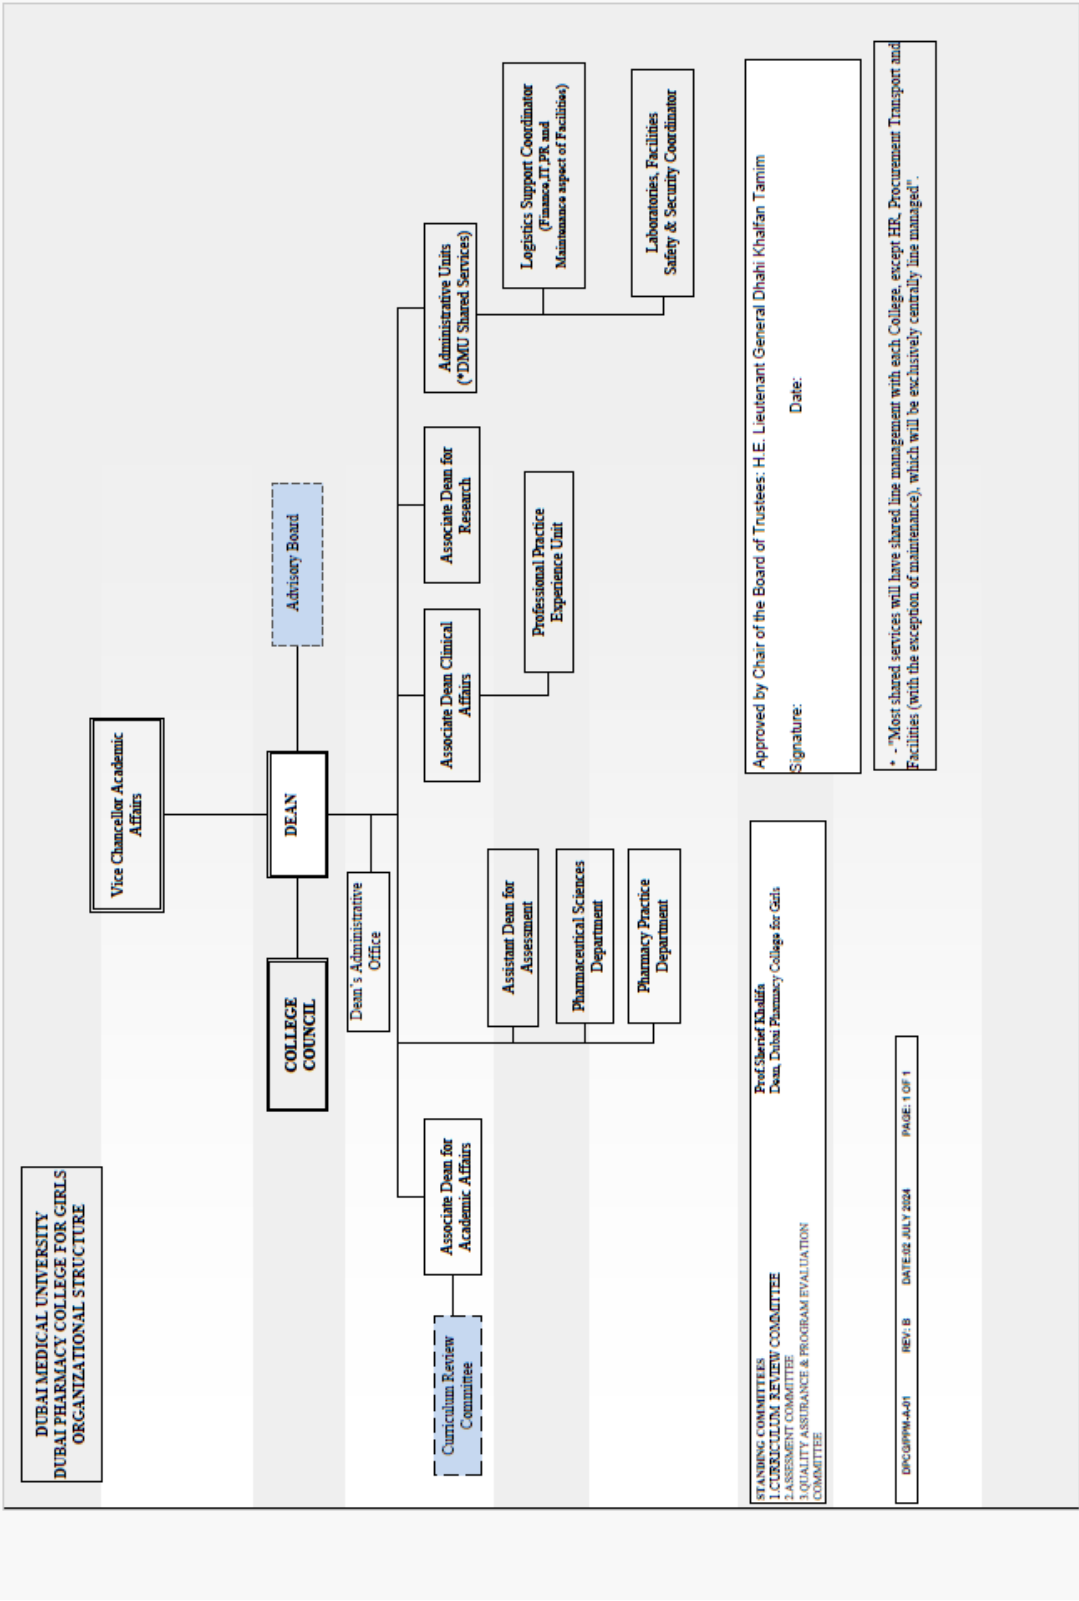 DUBAI MEDICAL UNIVERSITY
DUBAI PHARMACY COLLEGE FOR GIRLS
ORGANIZATIONAL STRUCTURE
Vice Chancellor Academic
Affairs
COLLEGE
COUNCIL
DEAN
Advisory Board
Dean's Administrative
Office
Curriculum Review
Committee
Associate Dean for
Academic Affairs
Associate Dean Clinical
Affairs
Associate Dean for
Research
Administrative Units
(*DMU Shared Services)
Assistant Dean for
Assessment
Pharmaceutical Sciences
Department
Pharmacy Practice
Department
Professional Practice
Experience Unit
Logistics Support Coordinator
(Finance,IT,PR and
Maintenance aspect of Facilities)
Laboratories, Facilities
Safety & Security Coordinator
STANDING COMMITTEES
1.CURRICULUM REVIEW COMMITTEE
2.ASSESMENT COMMITTEE
3.QUALITY ASSURANCE & PROGRAM EVALUATION
COMMITTEE
Prof.Sherief Khalifa
Dean, Dubai Pharmacy College for Girls
Approved by Chair of the Board of Trustees: H.E. Lieutenant General Dhahi Khalfan Tamim
Signature: Date:
* - "Most shared services will have shared line management with each College, except HR, Procurement Transport and
Facilities (with the exception of maintenance), which will be exclusively centrally line managed".
DPCG/PPM-A-01 REV: B DATE:02 JULY 2024 PAGE: 1 OF 1